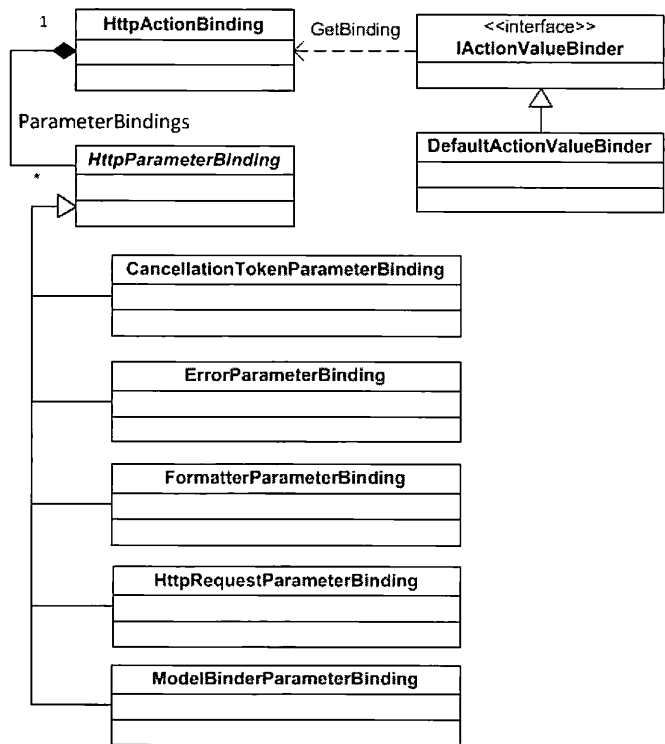 1
HttpActionBinding
GetBinding
<<interface>>
IActionValueBinder
ParameterBindings
DefaultActionValueBinder
HttpParameterBinding
*
CancellationTokenParameterBinding
ErrorParameterBinding
FormatterParameterBinding
HttpRequestParameterBinding
ModelBinderParameterBinding